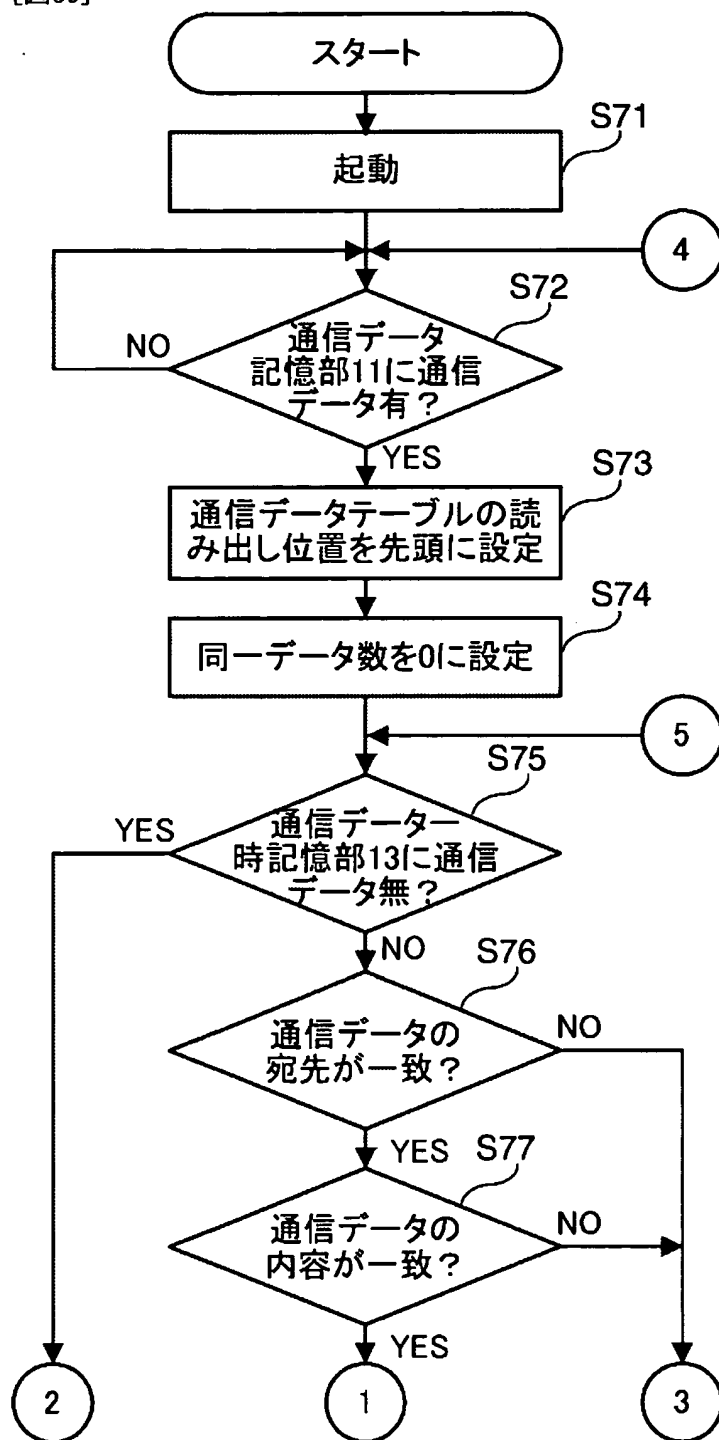 スタート
S71
起動
4
S72
通信データ
記憶部11に通信
データ有？
NO
YES
S73
通信データテーブルの読
み出し位置を先頭に設定
S74
同一データ数を0に設定
5
S75
通信データ一
時記憶部13に通信
データ無？
YES
NO
S76
通信データの
宛先が一致？
NO
YES
S77
通信データの
内容が一致？
NO
YES
2
1
3